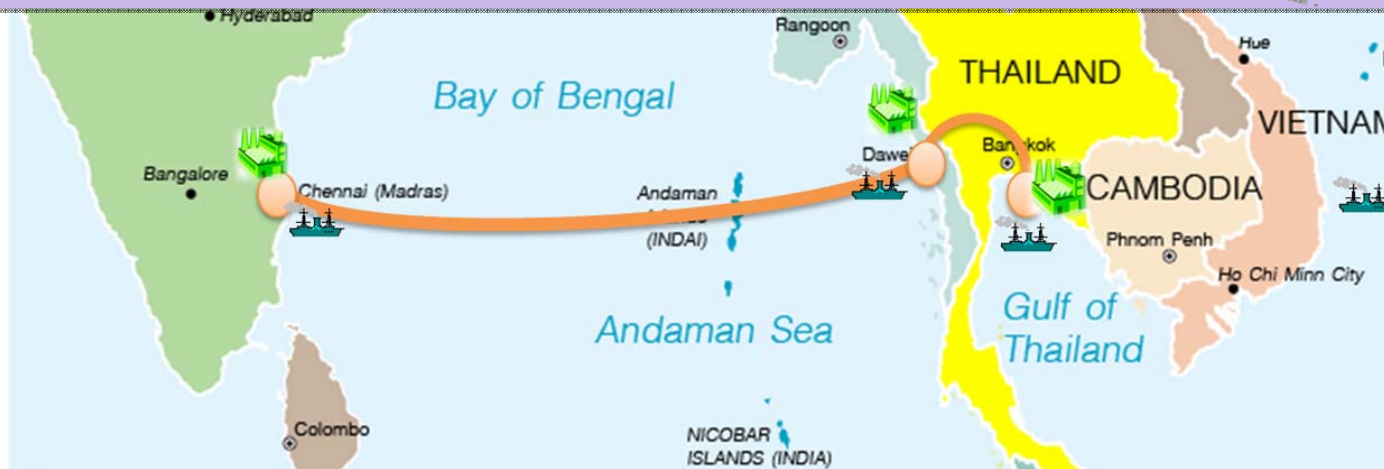 Hyderabad
Rangoon
Hue
THAILAND
Bay of Bengal
VIETNAM
Bangkok
Dawei
Bangalore
Chennai (Madras)
Andaman
(INDAI)
CAMBODIA
Phnom Penh
Ho Chi Minn City
Gulf of
Thailand
Andaman Sea
Colombo
NICOBAR
ISLANDS (INDIA)